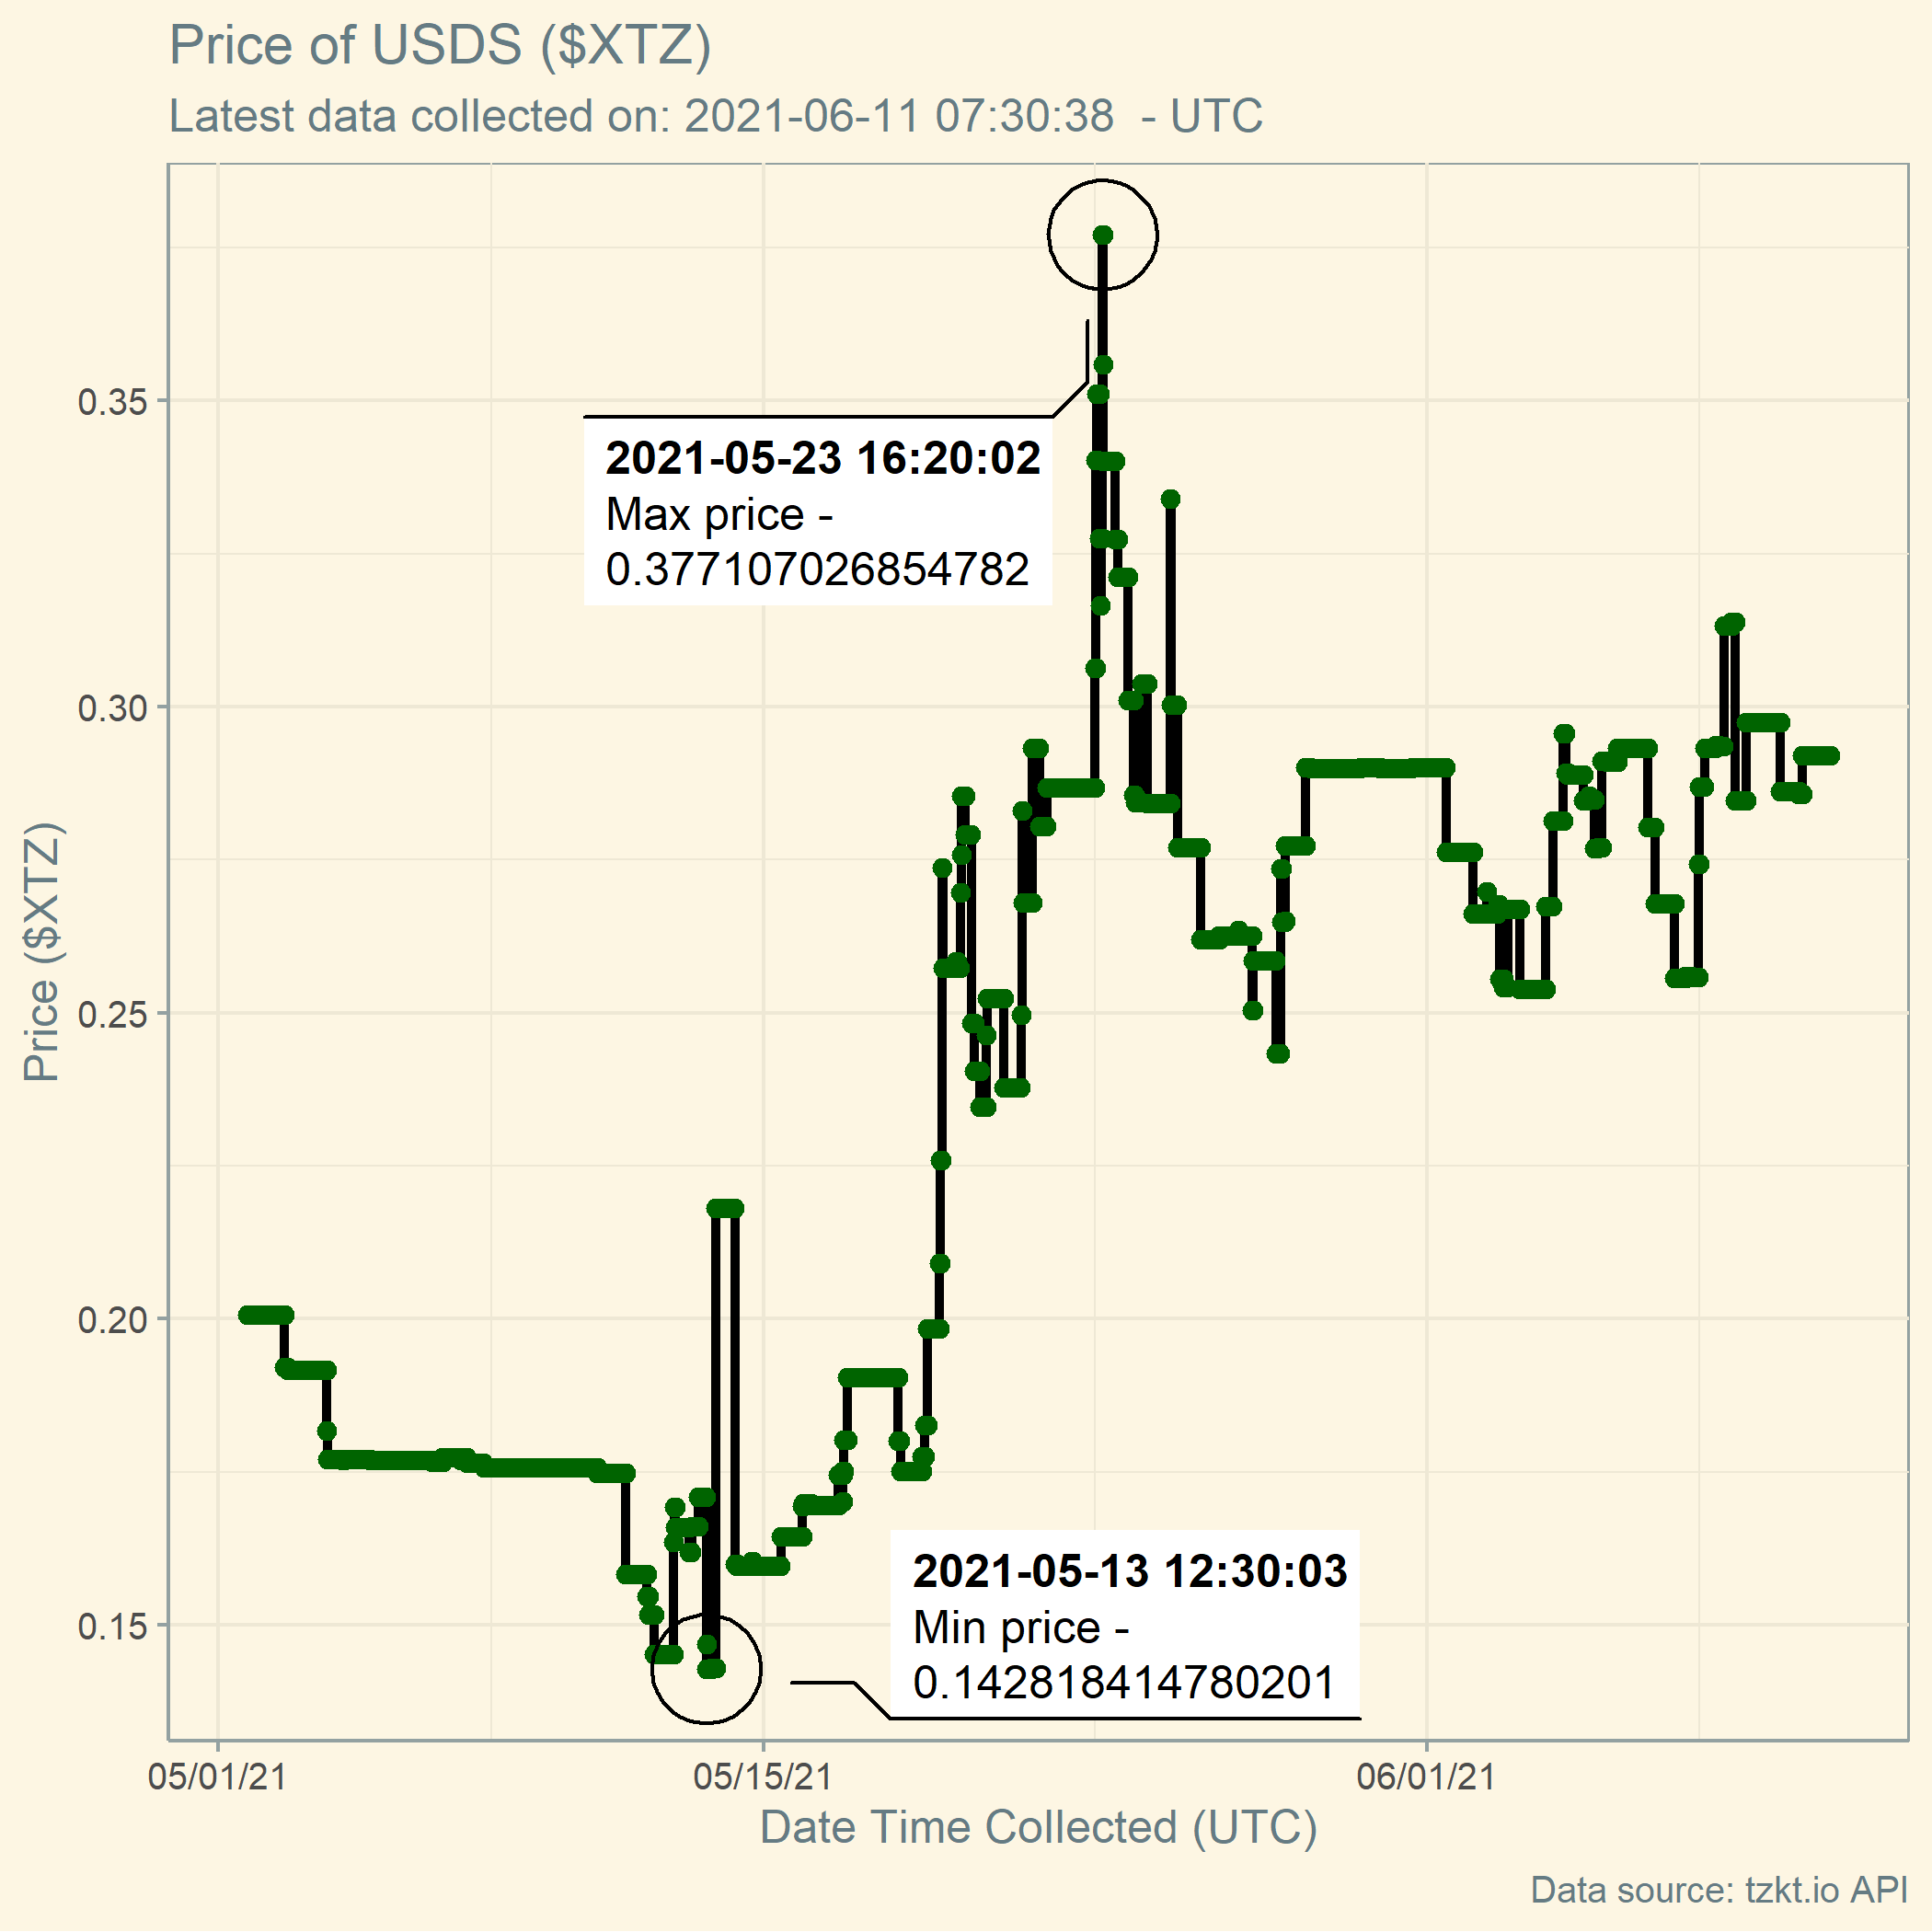 Price of USDS ($XTZ)
Latest data collected on: 2021-06-11 07:30:38  - UTC
2021-05-23 16:20:02
Max price -
0.377107026854782
2021-05-13 12:30:03
Min price -
0.142818414780201
Price ($XTZ)
0.35
0.30
0.25
0.20
0.15
05/01/21
05/15/21
06/01/21
Date Time Collected (UTC)
Data source: tzkt.io API